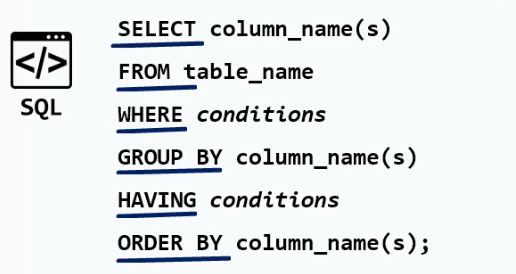 </>
SQL
SELECT column_name(s)
FROM table_name
WHERE conditions
GROUP BY column_name(s)
HAVING conditions
ORDER BY column_name(s);